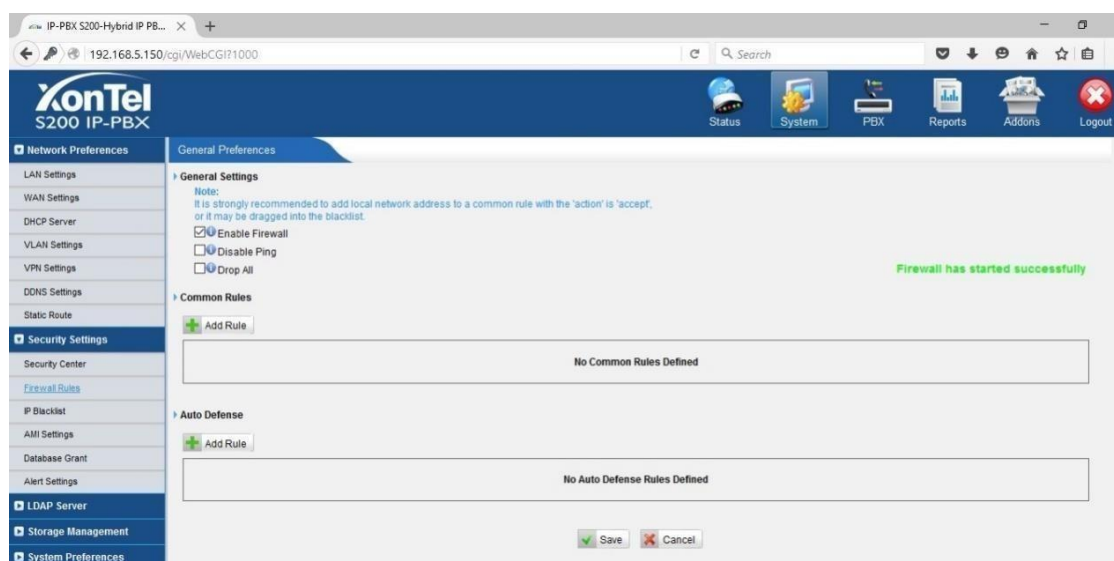 IP-PBX S200-Hybrid IP PB...
192.168.5.150/cgi/WebCGI?1000
Search
XonTel
S200 IP-PBX
Status
System
PBX
Reports
Addons
Logout
Network Preferences
LAN Settings
WAN Settings
DHCP Server
VLAN Settings
VPN Settings
DDNS Settings
Static Route
Security Settings
Security Center
Firewall Rules
IP Blacklist
AMI Settings
Database Grant
Alert Settings
LDAP Server
Storage Management
System Preferences
General Preferences
General Settings
Note:
It is strongly recommended to add local network address to a common rule with the 'action' is 'accept',
or it may be dragged into the blacklist.
Enable Firewall
Disable Ping
Drop All
Firewall has started successfully
Common Rules
Add Rule
No Common Rules Defined
Auto Defense
Add Rule
No Auto Defense Rules Defined
Save
Cancel